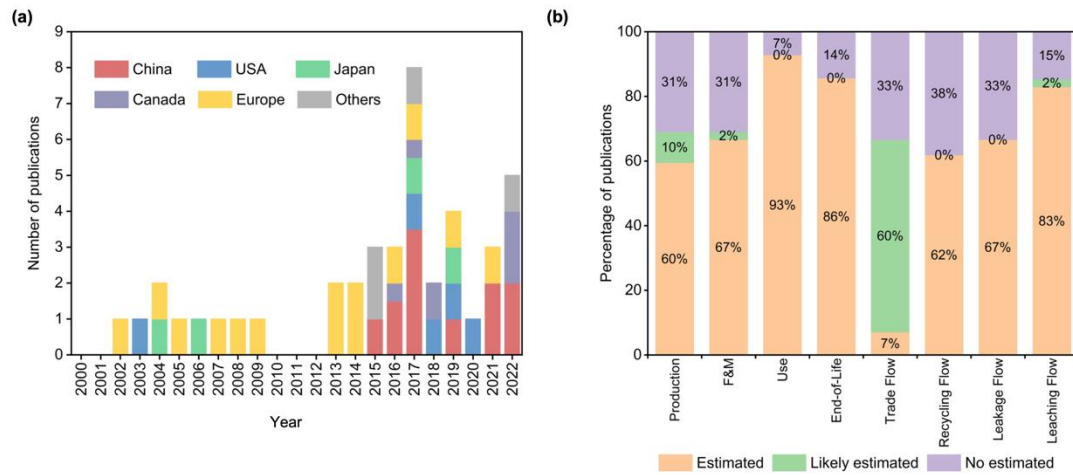 (a)
Number of publications
9
8
7
6
5
4
3
2
1
0
China
USA
Japan
Canada
Europe
Others
2000
2001
2002
2003
2004
2005
2006
2007
2008
2009
2010
2011
2012
2013
2014
2015
2016
2017
2018
2019
2020
2021
2022
Year
(b)
Percentage of publications
100
80
60
40
20
0
31%
10%
60%
31%
2%
67%
7%
0%
93%
14%
0%
86%
33%
60%
7%
38%
0%
62%
33%
0%
67%
15%
2%
83%
Production
F&M
Use
End-of-Life
Trade Flow
Recycling Flow
Leakage Flow
Leaching Flow
Estimated
Likely estimated
No estimated